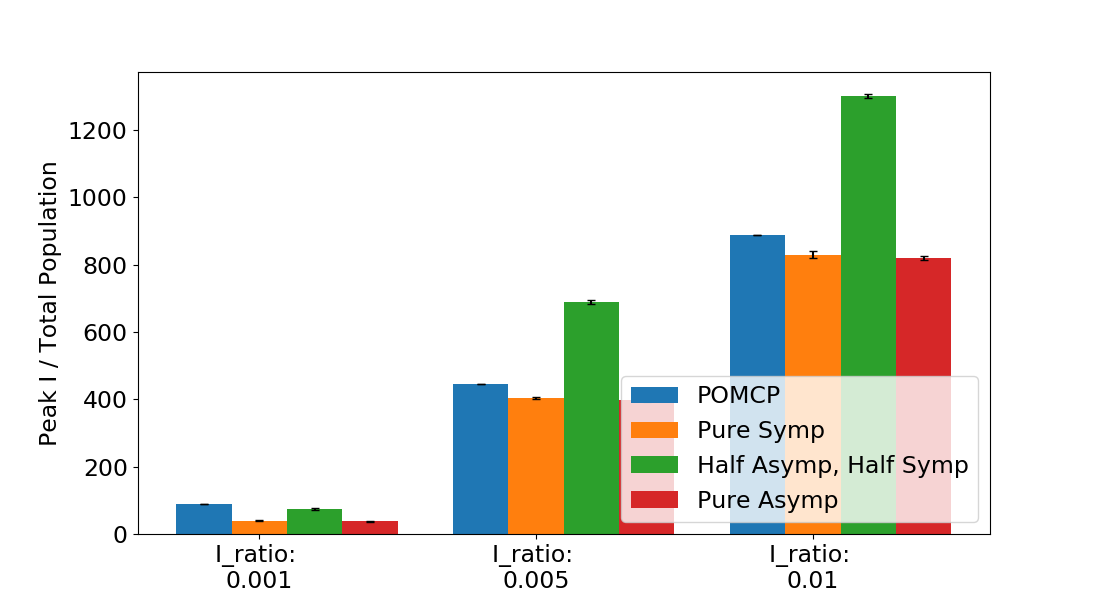 Peak I / Total Population
1200
1000
800
600
400
200
0
POMCP
Pure Symp
Half Asymp, Half Symp
Pure Asymp
I_ratio:
0.001
I_ratio:
0.005
I_ratio:
0.01